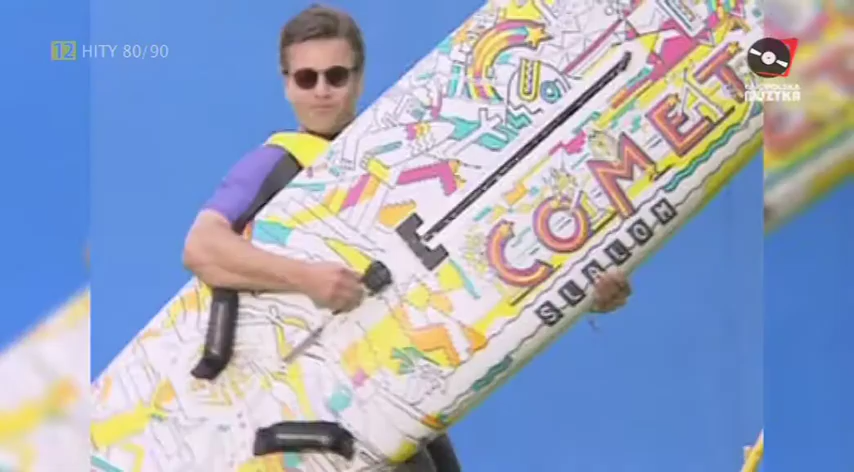 12 HITY 80/90
POLSKA
MUZYKA
COMET
SLALOM